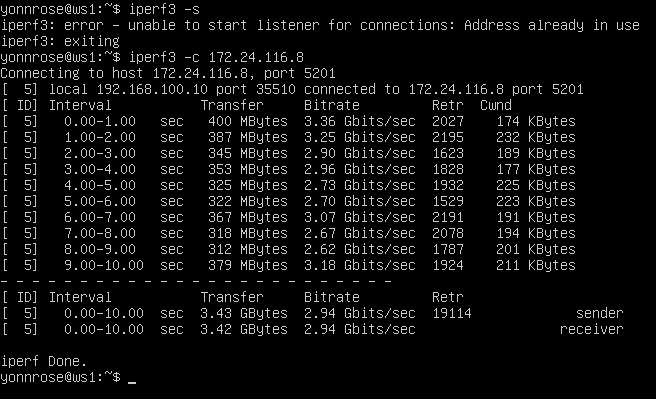 yonnrose@ws1:~$ iperf3 -s
iperf3: error - unable to start listener for connections: Address already in use
iperf3: exiting
yonnrose@ws1:~$ iperf3 -c 172.24.116.8
Connecting to host 172.24.116.8, port 5201
[  5] local 192.168.100.10 port 35510 connected to 172.24.116.8 port 5201
[ ID] Interval           Transfer     Bitrate         Retr  Cwnd
[  5]   0.00-1.00   sec   400 MBytes  3.36 Gbits/sec  2027    174 KBytes
[  5]   1.00-2.00   sec   387 MBytes  3.25 Gbits/sec  2195    232 KBytes
[  5]   2.00-3.00   sec   345 MBytes  2.90 Gbits/sec  1623    189 KBytes
[  5]   3.00-4.00   sec   353 MBytes  2.96 Gbits/sec  1828    177 KBytes
[  5]   4.00-5.00   sec   325 MBytes  2.73 Gbits/sec  1932    225 KBytes
[  5]   5.00-6.00   sec   322 MBytes  2.70 Gbits/sec  1529    223 KBytes
[  5]   6.00-7.00   sec   367 MBytes  3.07 Gbits/sec  2191    191 KBytes
[  5]   7.00-8.00   sec   318 MBytes  2.67 Gbits/sec  2078    194 KBytes
[  5]   8.00-9.00   sec   312 MBytes  2.62 Gbits/sec  1787    201 KBytes
[  5]   9.00-10.00  sec   379 MBytes  3.18 Gbits/sec  1924    211 KBytes
- - - - - - - - - - - - - - - - - - - - - - - - -
[ ID] Interval           Transfer     Bitrate         Retr
[  5]   0.00-10.00  sec  3.43 GBytes  2.94 Gbits/sec  19114             sender
[  5]   0.00-10.00  sec  3.42 GBytes  2.94 Gbits/sec                  receiver
iperf Done.
yonnrose@ws1:~$ _